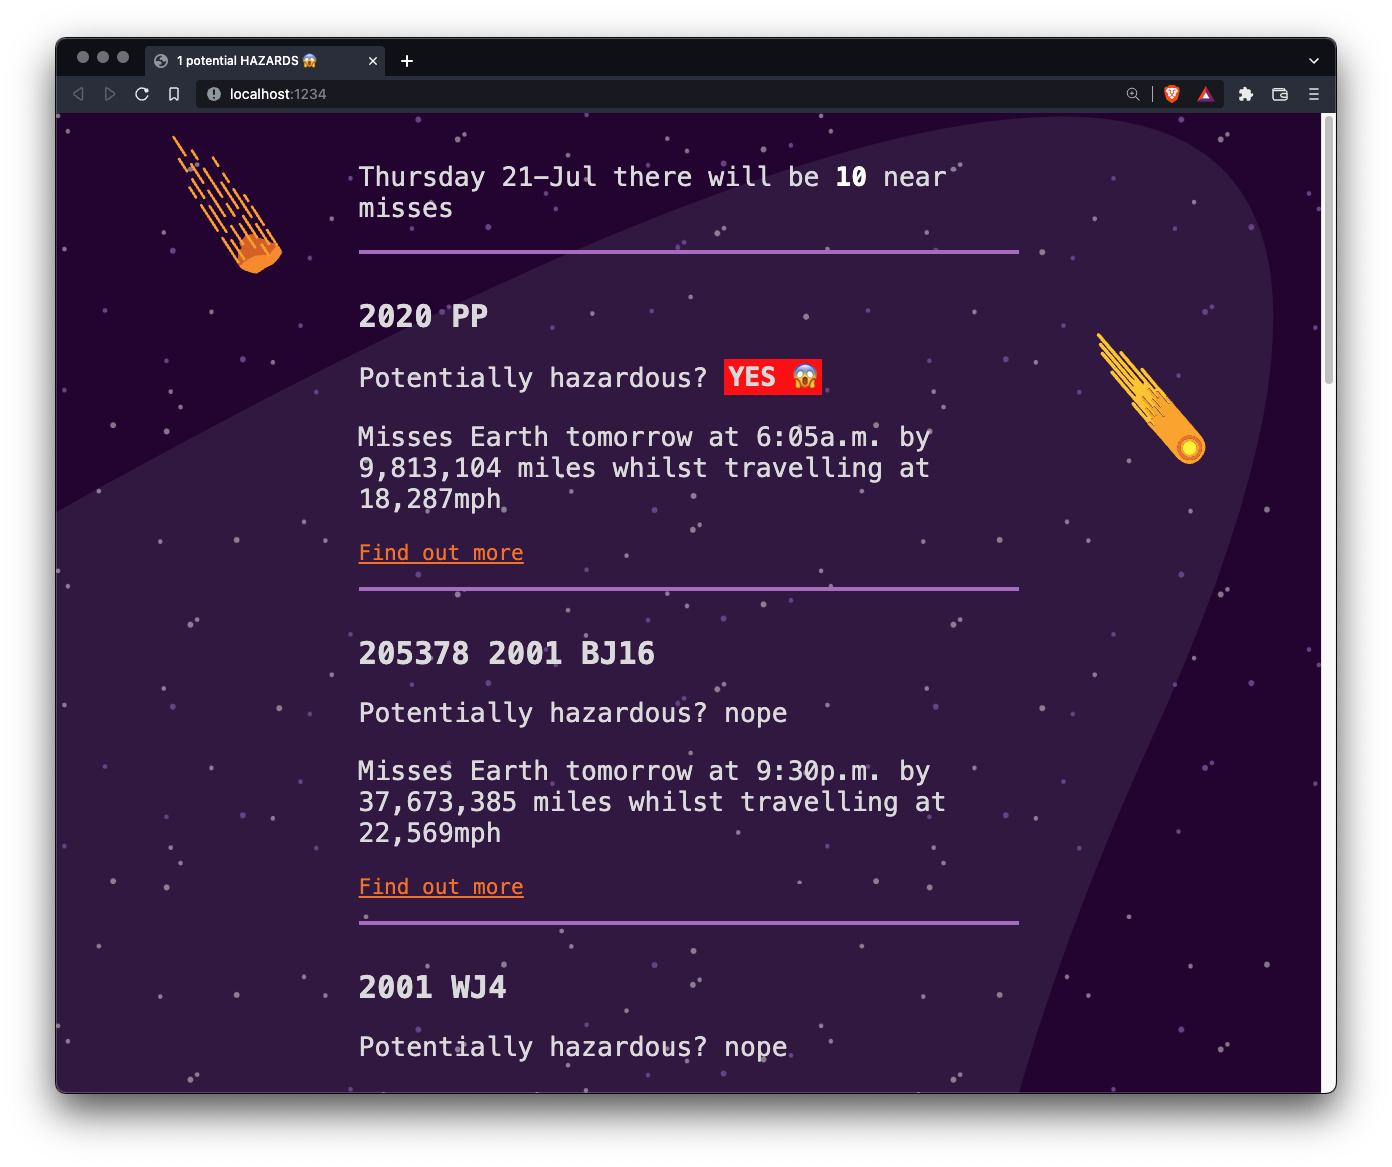 1 potential HAZARDS 😱
localhost:1234
Thursday 21-Jul there will be 10 near
misses
2020 PP
Potentially hazardous? YES 😱
Misses Earth tomorrow at 6:05a.m. by
9,813,104 miles whilst travelling at
18,287mph
Find out more
205378 2001 BJ16
Potentially hazardous? nope
Misses Earth tomorrow at 9:30p.m. by
37,673,385 miles whilst travelling at
22,569mph
Find out more
2001 WJ4
Potentially hazardous? nope